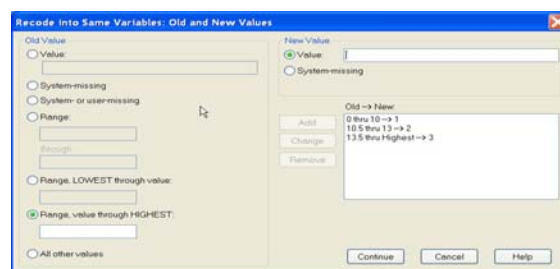 Recode into Same Variables: Old and New Values
Old Value
Value:
System-missing
System- or user-missing
Range:
through
Range, LOWEST through value:
Range, value through HIGHEST:
All other values
New Value
Value:
System-missing
Old --> New:
Add
Change
Remove
0 thru 10 --> 1
10.5 thru 13 --> 2
13.5 thru Highest --> 3
Continue
Cancel
Help